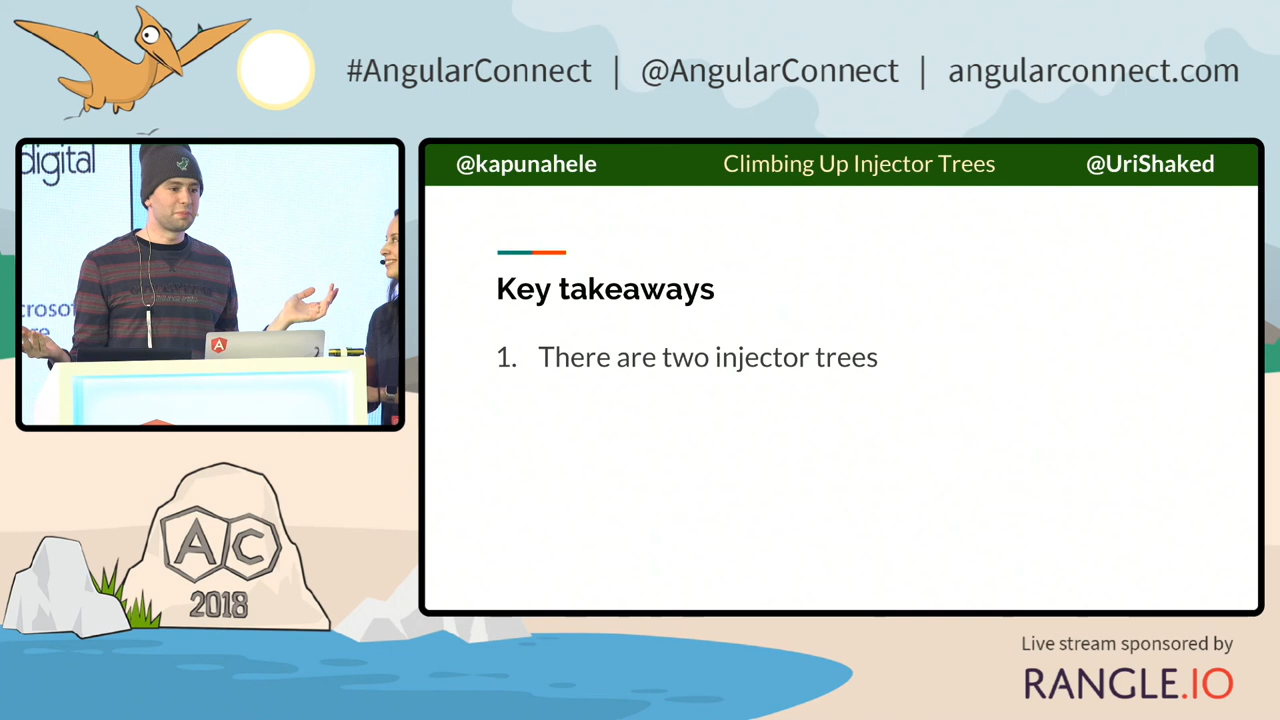 #AngularConnect | @AngularConnect | angularconnect.com
digital
@kapunahele Climbing Up Injector Trees @UriShaked
Key takeaways
1. There are two injector trees
AC
2018
Live stream sponsored by
RANGLE.IO